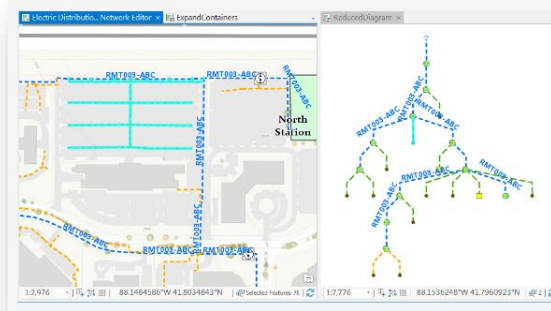 Electric Distributio... Network Editor
ExpandContainers
ReducedDiagram
RMT003-ABC
RMT003-ABC
RMT003-ABC
RMT003-ABC
North
Station
RMT003-ABC
RMT003-ABC
RMT003-ABC
RMT003-ABC
1:2,976
88.1484586°W 41.8034843°N
Selected Features: 76
RMT003-ABC
RMT003-ABC
RMT003-ABC
RMT003-ABC
RMT003-ABC
RMT003-ABC
1:7,776
88.1536248°W 41.7960923°N